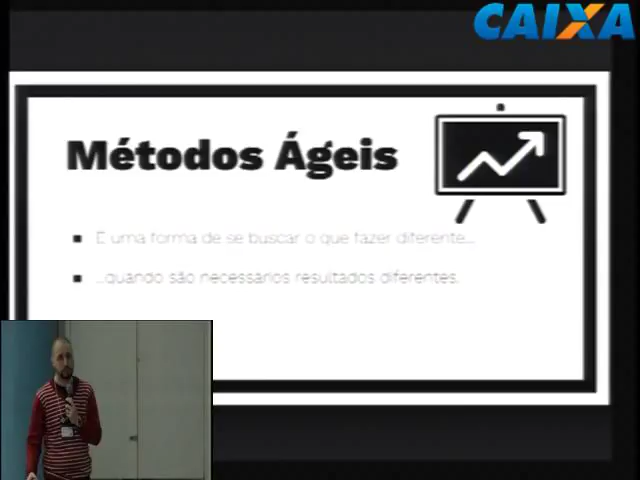 CAIXA
Métodos Ágeis
É uma forma de se buscar o que fazer diferente...
...quando são necessários resultados diferentes.